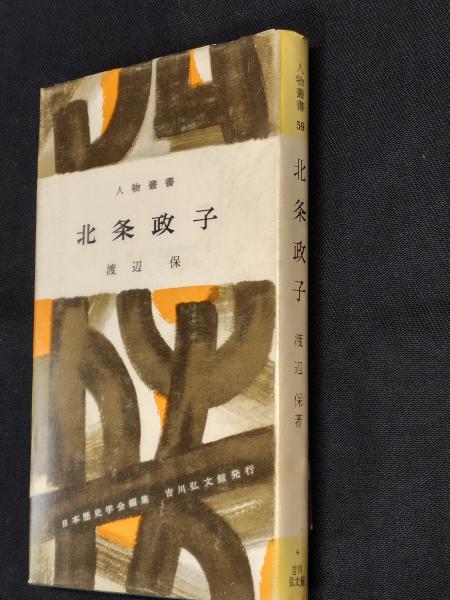 人物叢書
北条政子
渡辺 保
日本歴史学会編集 吉川弘文館発行
人物叢書
59
北条政子
渡辺 保著
吉川
弘文館